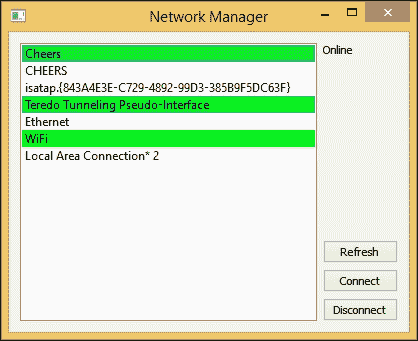 Network Manager
Cheers
Online
CHEERS
isatap.{843A4E3E-C729-4892-99D3-385B9F5DC63F}
Teredo Tunneling Pseudo-Interface
Ethernet
WiFi
Local Area Connection* 2
Refresh
Connect
Disconnect